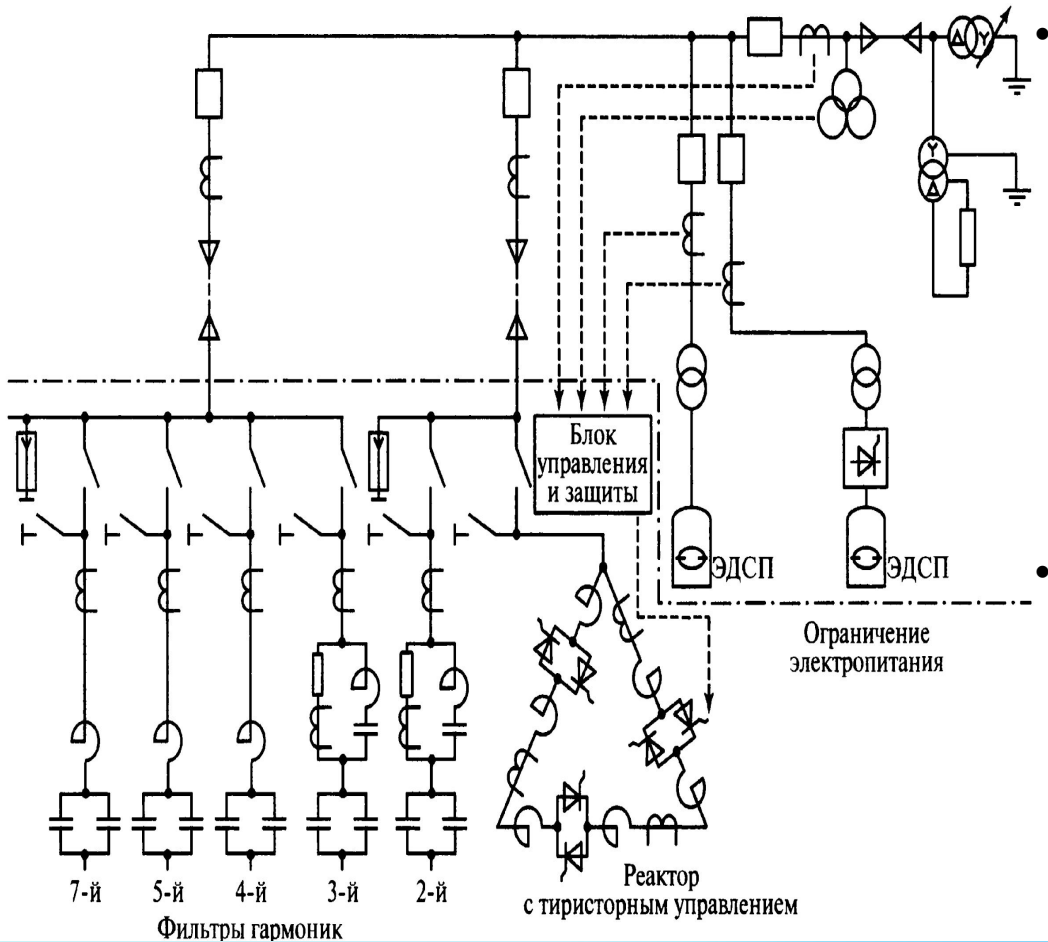 Δ Y
Y
Δ
Блок
управления
и защиты
ЭДСП
ЭДСП
Ограничение
электропитания
7-й
5-й
4-й
3-й
2-й
Реактор
с тиристорным управлением
Фильтры гармоник